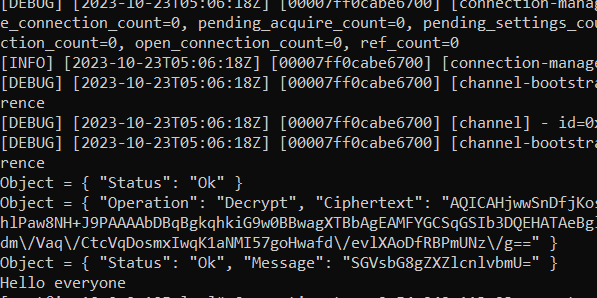 [DEBUG] [2023-10-23T05:06:18Z] [00007ff0cabe6700] [connection-mana
e_connection_count=0, pending_acquire_count=0, pending_settings_cou
ction_count=0, open_connection_count=0, ref_count=0
[INFO] [2023-10-23T05:06:18Z] [00007ff0cabe6700] [connection-manage
[DEBUG] [2023-10-23T05:06:18Z] [00007ff0cabe6700] [channel-bootstra
rence
[DEBUG] [2023-10-23T05:06:18Z] [00007ff0cabe6700] [channel] - id=0x
[DEBUG] [2023-10-23T05:06:18Z] [00007ff0cabe6700] [channel-bootstra
rence
Object = { "Status": "Ok" }
Object = { "Operation": "Decrypt", "Ciphertext": "AQICAHjwwSnDfjKos
hlPaw8NH+J9PAAAAbDBqBgkqhkiG9w0BBwagXTBbAgEAMFYGCSqGSIb3DQEHATAeBgl
dm\/Vaq\/CtcVqDosmxIwqK1aNMI57goHwafd\/evlXAoDfRBPmUNz\/g==" }
Object = { "Status": "Ok", "Message": "SGVsbG8gZXZlcnlvbmU=" }
Hello everyone